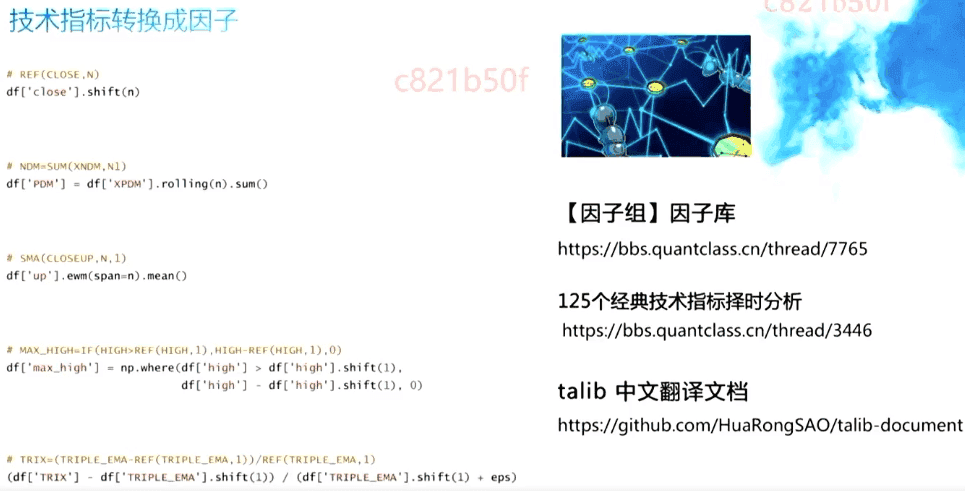 技术指标转换成因子
c821b50f
c821b50f
# REF(CLOSE,N)
df['close'].shift(n)
# NDM=SUM(XNDM,N1)
df['PDM'] = df['XPDM'].rolling(n).sum()
# SMA(CLOSEUP,N,1)
df['up'].ewm(span=n).mean()
# MAX_HIGH=IF(HIGH>REF(HIGH,1),HIGH-REF(HIGH,1),0)
df['max_high'] = np.where(df['high'] > df['high'].shift(1),
df['high'] - df['high'].shift(1), 0)
# TRIX=(TRIPLE_EMA-REF(TRIPLE_EMA,1))/REF(TRIPLE_EMA,1)
(df['TRIX'] - df['TRIPLE_EMA'].shift(1)) / (df['TRIPLE_EMA'].shift(1) + eps)
【因子组】因子库
https://bbs.quantclass.cn/thread/7765
125个经典技术指标择时分析
https://bbs.quantclass.cn/thread/3446
talib 中文翻译文档
https://github.com/HuaRongSAO/talib-document